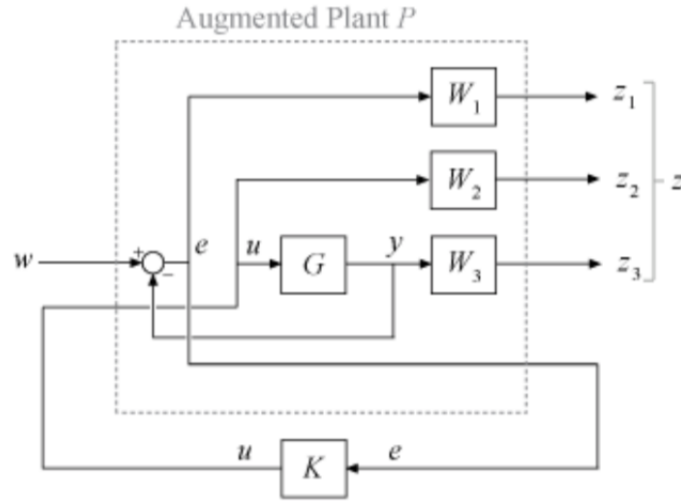 Augmented Plant P
W₁ z₁
W₂ z₂ z
w + − e u G y W₃ z₃
u K e